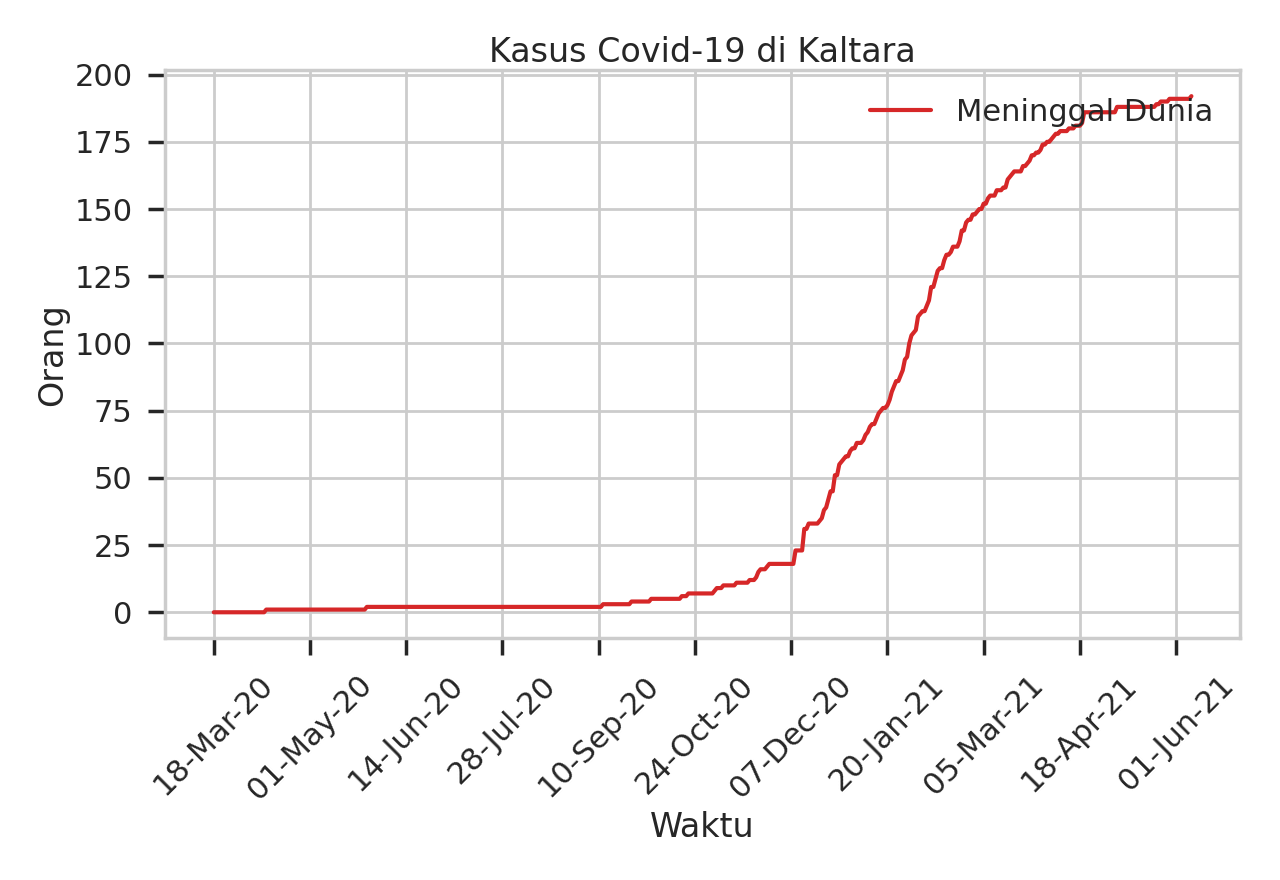 Kasus Covid-19 di Kaltara
Meninggal Dunia
Orang
200
175
150
125
100
75
50
25
0
18-Mar-20
01-May-20
14-Jun-20
28-Jul-20
10-Sep-20
24-Oct-20
07-Dec-20
20-Jan-21
05-Mar-21
18-Apr-21
01-Jun-21
Waktu